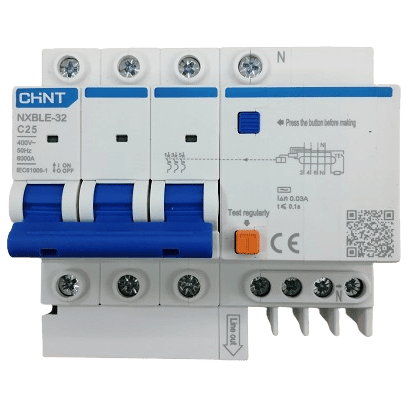 N
CHNT
NXBLE-32
C25
400V~
50Hz
6000A
IEC61009-1
I ON
O OFF
Press the button before making
I△n 0.03A
t≤ 0.1s
Test regularly
CE
N
Line out